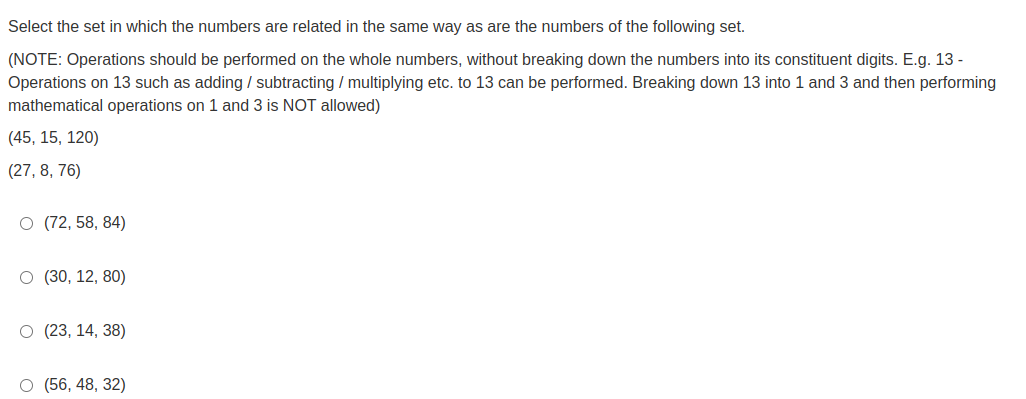 Select the set in which the numbers are related in the same way as are the numbers of the following set.
(NOTE: Operations should be performed on the whole numbers, without breaking down the numbers into its constituent digits. E.g. 13 -
Operations on 13 such as adding / subtracting / multiplying etc. to 13 can be performed. Breaking down 13 into 1 and 3 and then performing
mathematical operations on 1 and 3 is NOT allowed)
(45, 15, 120)
(27, 8, 76)
(72, 58, 84)
(30, 12, 80)
(23, 14, 38)
(56, 48, 32)